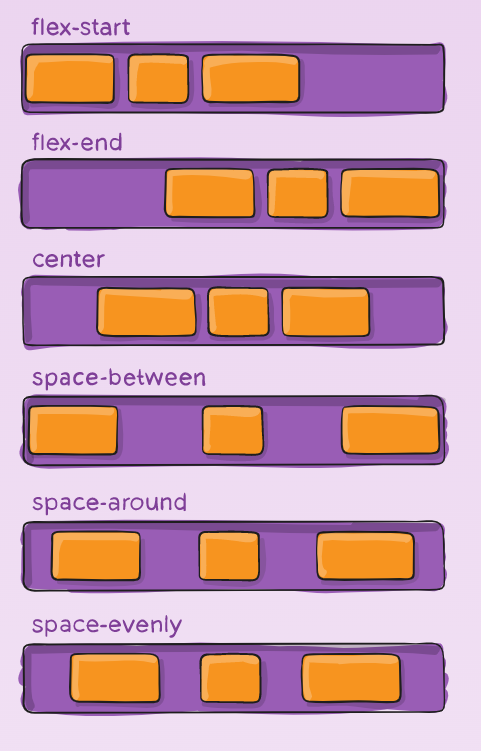 flex-start
flex-end
center
space-between
space-around
space-evenly